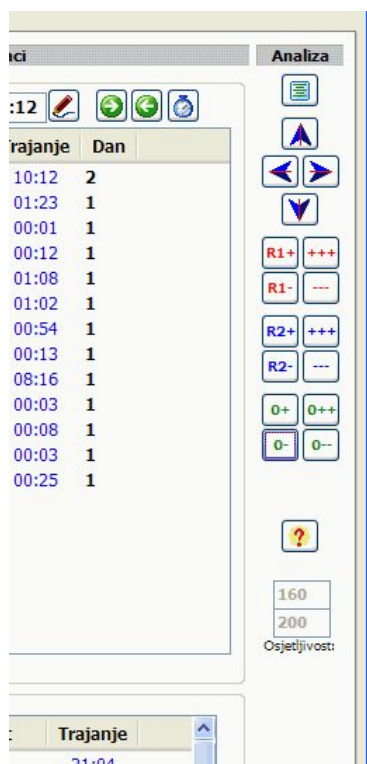 aci
Analiza
:12
rajanje Dan
10:12 2
01:23 1
00:01 1
00:12 1
01:08 1
01:02 1
00:54 1
00:13 1
08:16 1
00:03 1
00:08 1
00:03 1
00:25 1
R1+ +++
R1- ---
R2+ +++
R2- ---
0+ 0++
0- 0--
?
160
200
Osjetljivost:
: Trajanje
21:04